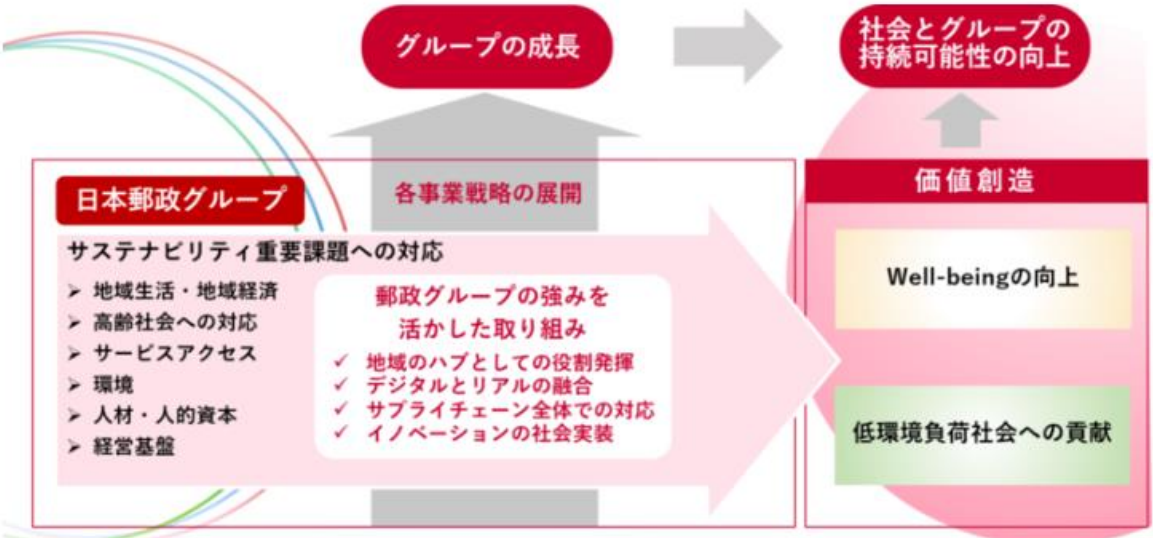 グループの成長
社会とグループの
持続可能性の向上
日本郵政グループ
各事業戦略の展開
サステナビリティ重要課題への対応
➢ 地域生活・地域経済
➢ 高齢社会への対応
➢ サービスアクセス
➢ 環境
➢ 人材・人的資本
➢ 経営基盤
郵政グループの強みを
活かした取り組み
✓ 地域のハブとしての役割発揮
✓ デジタルとリアルの融合
✓ サプライチェーン全体での対応
✓ イノベーションの社会実装
価値創造
Well-beingの向上
低環境負荷社会への貢献